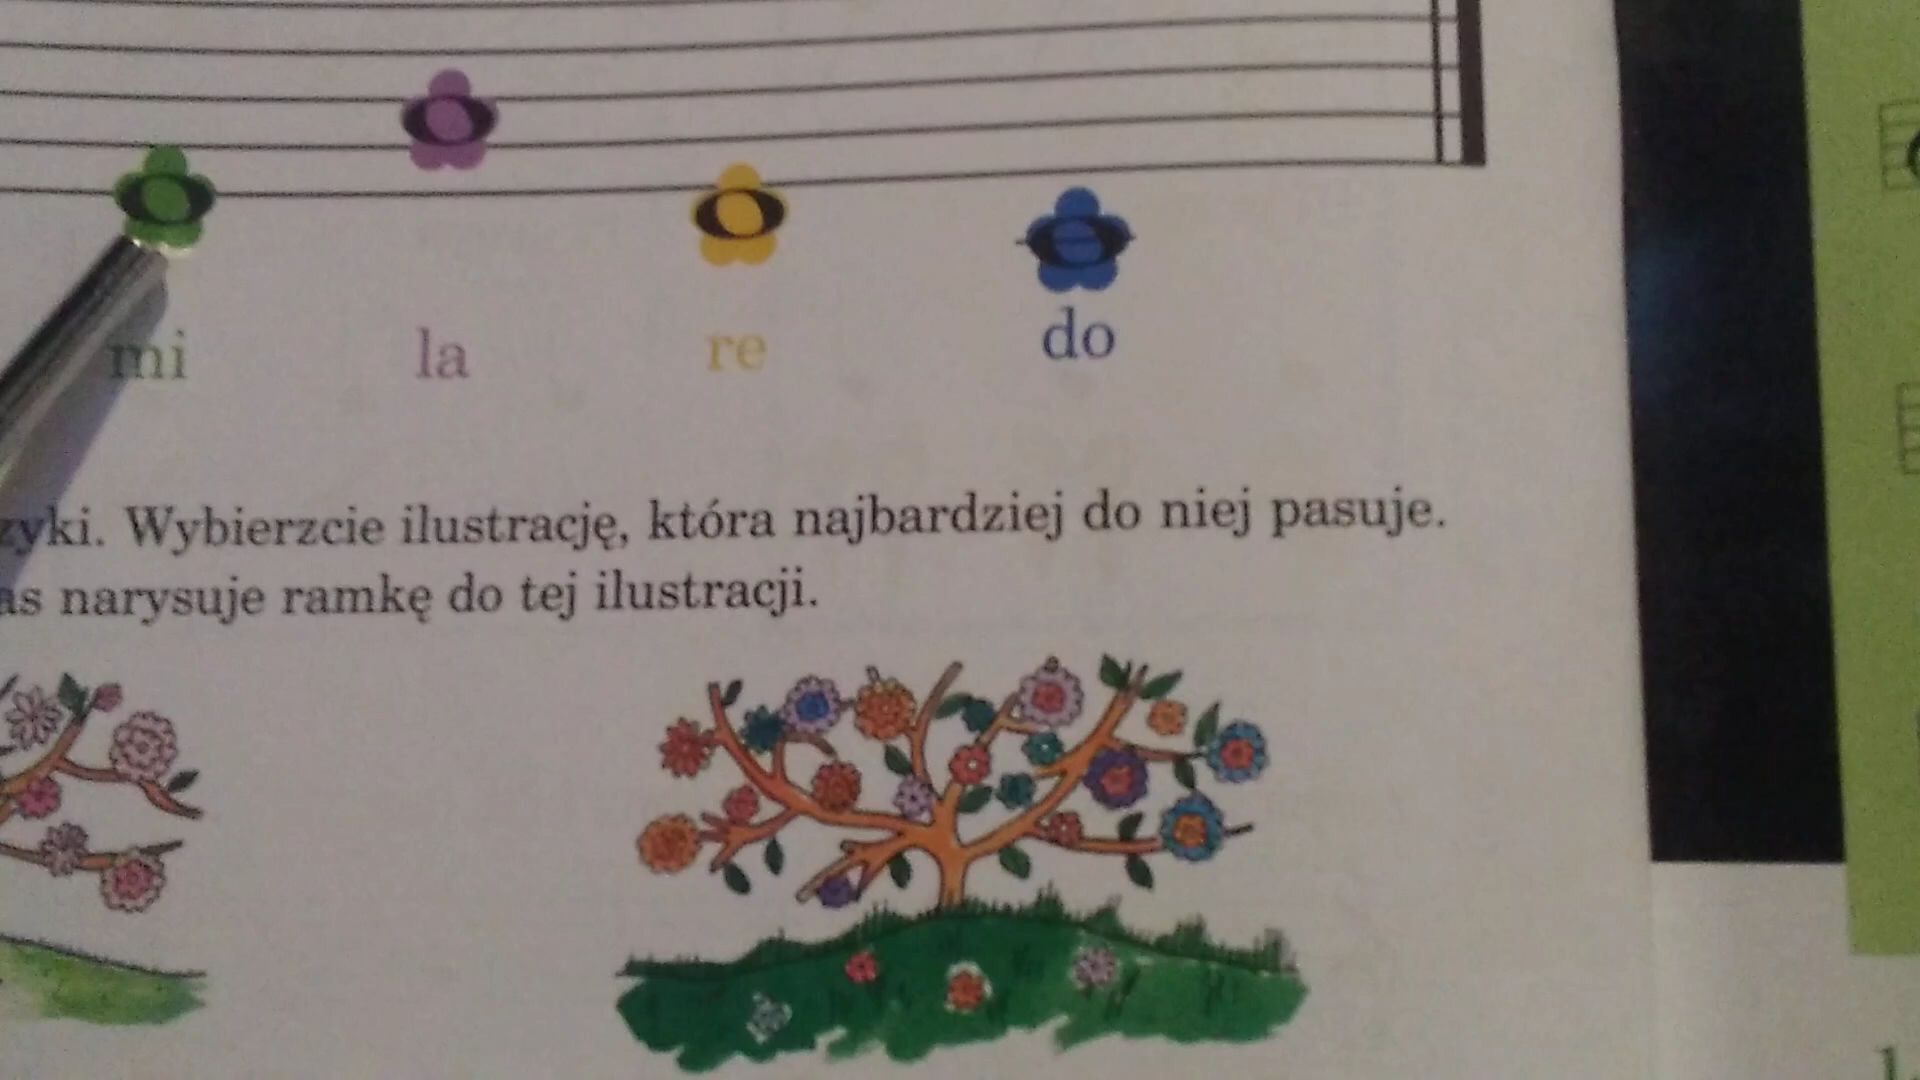 mi la re do
zyki. Wybierzcie ilustrację, która najbardziej do niej pasuje.
as narysuje ramkę do tej ilustracji.